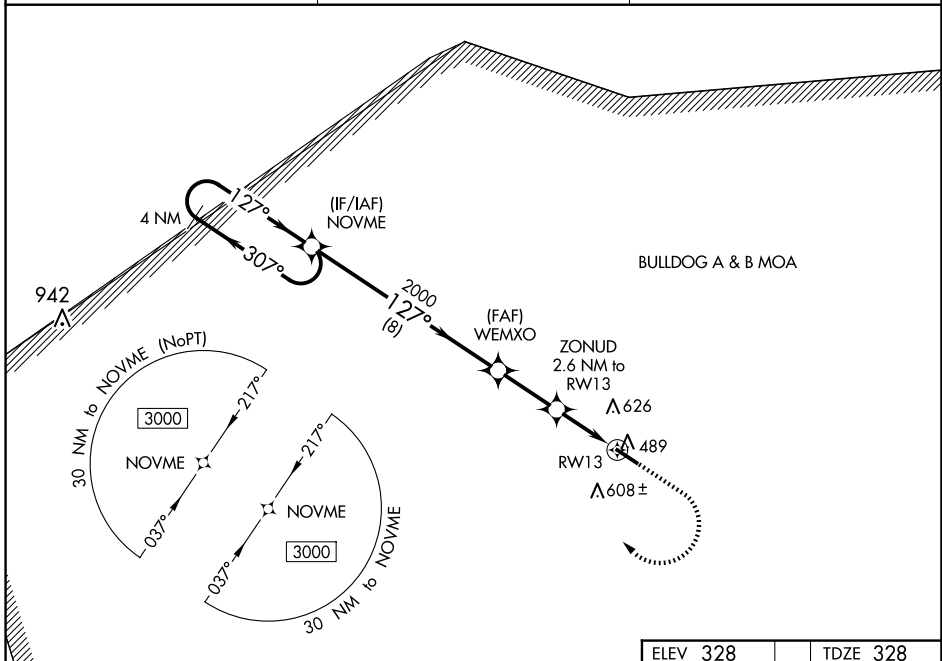 127°
(IF/IAF)
NOVME
4 NM
307°
BULLDOG A & B MOA
942
2000
127°
(8)
(FAF)
WEMXO
ZONUD
2.6 NM to
RW13
626
489
RW13
608 ±
30 NM to NOVME (NoPT)
217°
3000
NOVME
037°
217°
NOVME
3000
037°
30 NM to NOVME
ELEV 328
TDZE 328